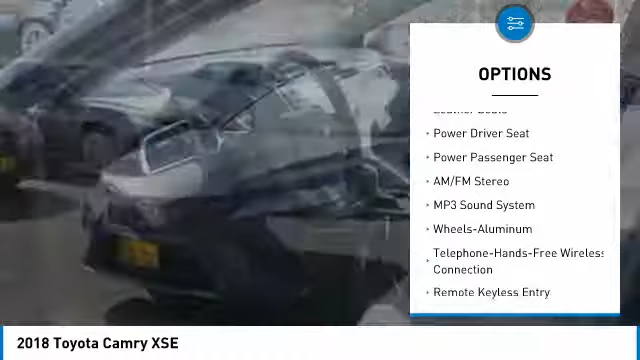 OPTIONS
• Power Driver Seat
• Power Passenger Seat
• AM/FM Stereo
• MP3 Sound System
• Wheels-Aluminum
• Telephone-Hands-Free Wireless
Connection
• Remote Keyless Entry
2018 Toyota Camry XSE